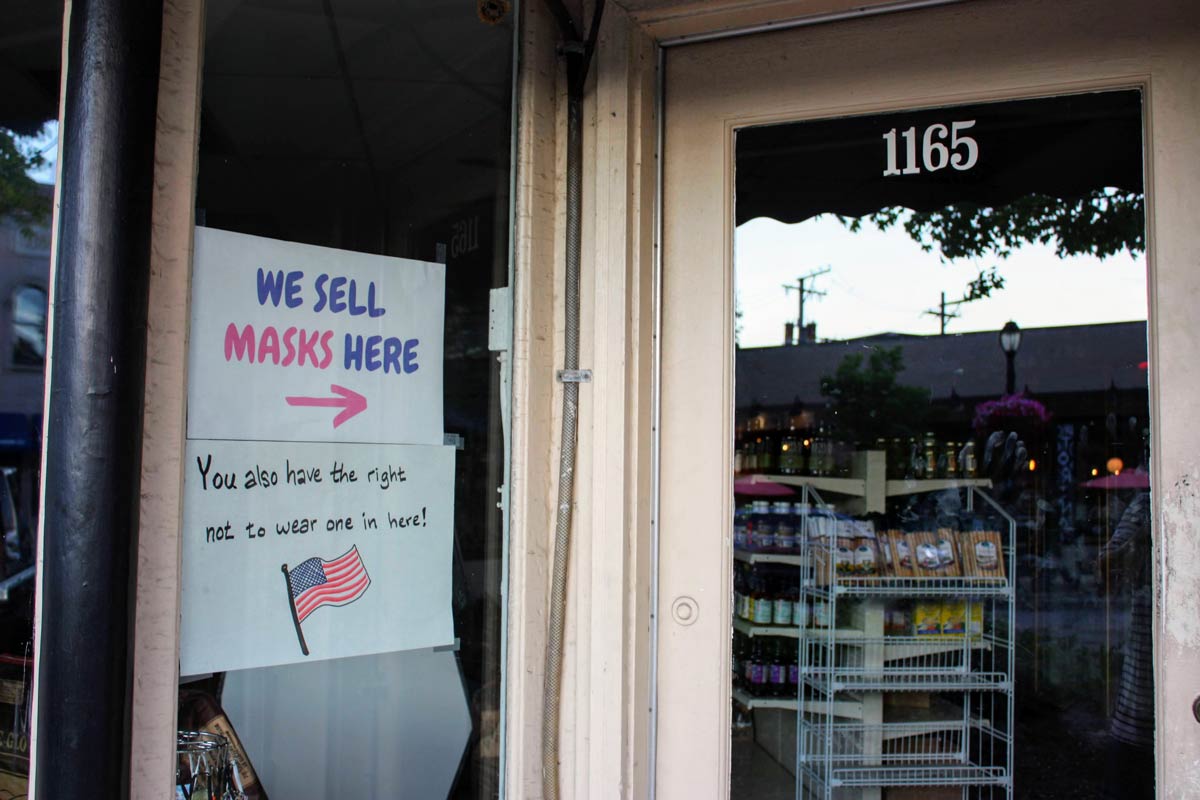 WE SELL
MASKS HERE
You also have the right
not to wear one in here!
1165